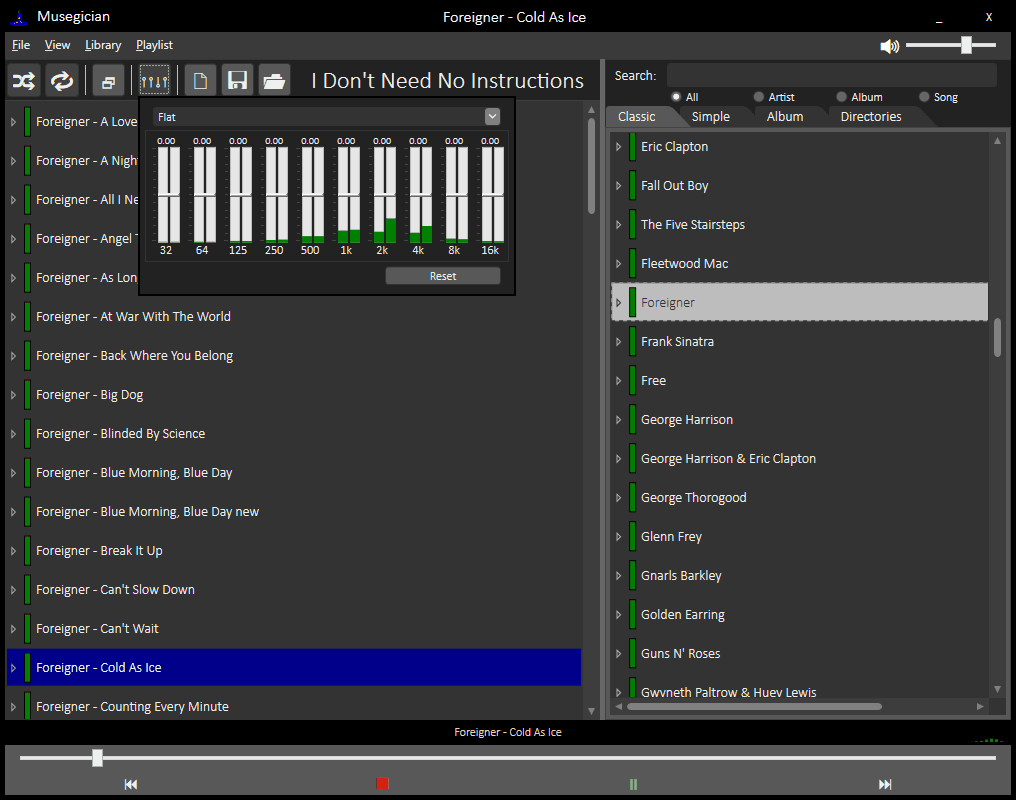 Musegician
Foreigner - Cold As Ice
_ X
File View Library Playlist
I Don't Need No Instructions
Search:
All Artist Album Song
Classic Simple Album Directories
Flat
0.00 0.00 0.00 0.00 0.00 0.00 0.00 0.00 0.00 0.00
32 64 125 250 500 1k 2k 4k 8k 16k
Reset
Foreigner - A Love
Foreigner - A Nigh
Foreigner - All I Ne
Foreigner - Angel T
Foreigner - As Lon
Foreigner - At War With The World
Foreigner - Back Where You Belong
Foreigner - Big Dog
Foreigner - Blinded By Science
Foreigner - Blue Morning, Blue Day
Foreigner - Blue Morning, Blue Day new
Foreigner - Break It Up
Foreigner - Can't Slow Down
Foreigner - Can't Wait
Foreigner - Cold As Ice
Foreigner - Counting Every Minute
Eric Clapton
Fall Out Boy
The Five Stairsteps
Fleetwood Mac
Foreigner
Frank Sinatra
Free
George Harrison
George Harrison & Eric Clapton
George Thorogood
Glenn Frey
Gnarls Barkley
Golden Earring
Guns N' Roses
Gwyneth Paltrow & Huey Lewis
Foreigner - Cold As Ice